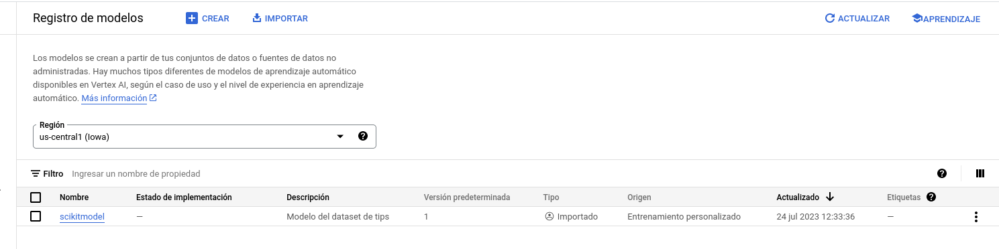 Registro de modelos CREAR IMPORTAR ACTUALIZAR APRENDIZAJE
Los modelos se crean a partir de tus conjuntos de datos o fuentes de datos no
administradas. Hay muchos tipos diferentes de modelos de aprendizaje automático
disponibles en Vertex AI, según el caso de uso y el nivel de experiencia en aprendizaje
automático. Más información
Región
us-central1 (Iowa)
Filtro Ingresar un nombre de propiedad
Nombre Estado de implementación Descripción Versión predeterminada Tipo Origen Actualizado Etiquetas
scikitmodel — Modelo del dataset de tips 1 Importado Entrenamiento personalizado 24 jul 2023 12:33:36 —